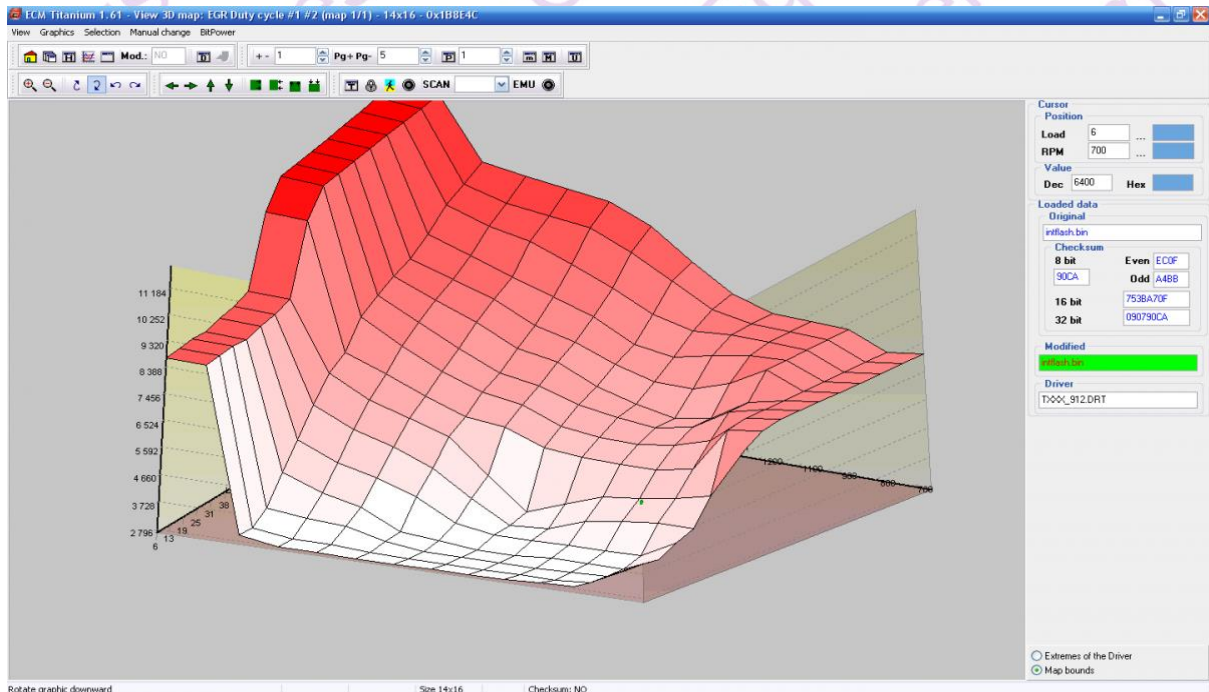 ECM Titanium 1.61 - View 3D map: EGR Duty cycle #1 #2 (map 1/1) - 14x16 - 0x1B8E4C
View Graphics Selection Manual change BitPower
Mod.: NO D + - 1 Pg+ Pg- 5 P 1 m M U
SCAN EMU
Cursor
Position
Load 6 ...
RPM 700 ...
Value
Dec 6400 Hex
Loaded data
Original
intflash.bin
Checksum
8 bit Even EC0F
90CA Odd A4BB
16 bit 753BA70F
32 bit 090790CA
Modified
intflash.bin
Driver
TXXX_912.DRT
11 184
10 252
9 320
8 388
7 456
6 524
5 592
4 660
3 728
2 796
6 13 19 25 31 38
1200 1100 900 800 700
Extremes of the Driver
Map bounds
Rotate graphic downward Size 14x16 Checksum: NO